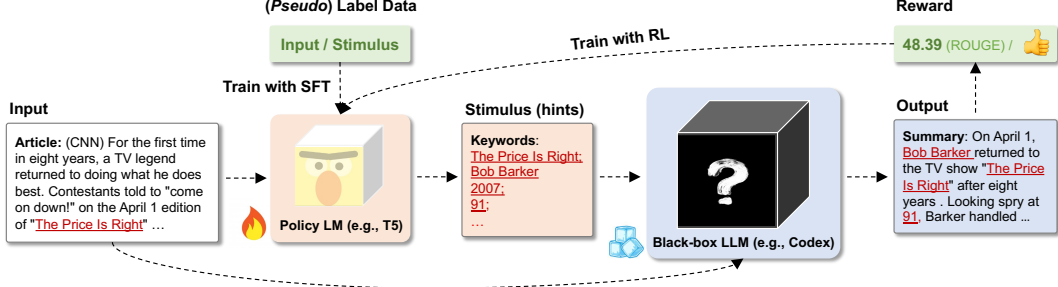 (Pseudo) Label Data
Reward
Input / Stimulus
Train with RL
48.39 (ROUGE) /
Train with SFT
Input
Article: (CNN) For the first time
in eight years, a TV legend
returned to doing what he does
best. Contestants told to "come
on down!" on the April 1 edition
of "The Price Is Right" …
Policy LM (e.g., T5)
Stimulus (hints)
Keywords:
The Price Is Right;
Bob Barker
2007;
91;
…
?
Black-box LLM (e.g., Codex)
Output
Summary: On April 1,
Bob Barker returned to
the TV show "The Price
Is Right" after eight
years . Looking spry at
91, Barker handled ...